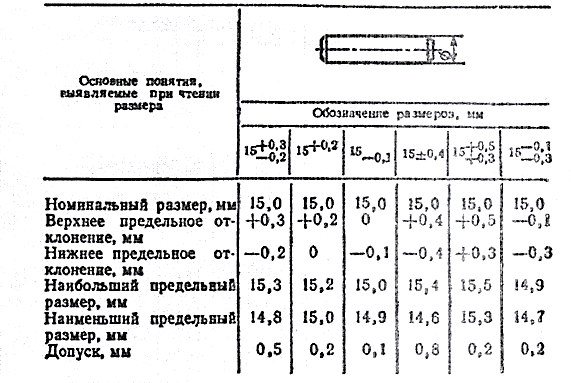 Основные понятия,
выявляемые при чтении
размера
Обозначение размеров, мм
15+0,3−0,2 15+0,2 15−0,1 15±0,4 15+0,5+0,3 15−0,1−0,3
Номинальный размер, мм 15,0 15,0 15,0 15,0 15,0 15,0
Верхнее предельное от- +0,3 +0,2 0 +0,4 +0,5 −0,1
клонение, мм
Нижнее предельное от- −0,2 0 −0,1 −0,4 +0,3 −0,3
клонение, мм
Наибольший предельный 15,3 15,2 15,0 15,4 15,5 14,9
размер, мм
Наименьший предельный 14,8 15,0 14,9 14,6 15,3 14,7
размер, мм
Допуск, мм 0,5 0,2 0,1 0,8 0,2 0,2